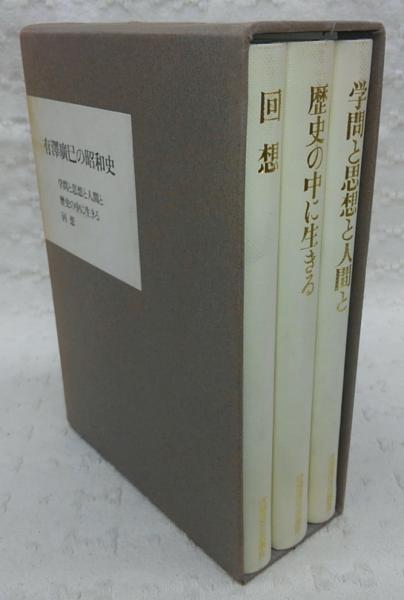 有澤廣巳の昭和史
学問と思想と人間と
歴史の中に生きる
回想
回想
歴史の中に生きる
学問と思想と人間と